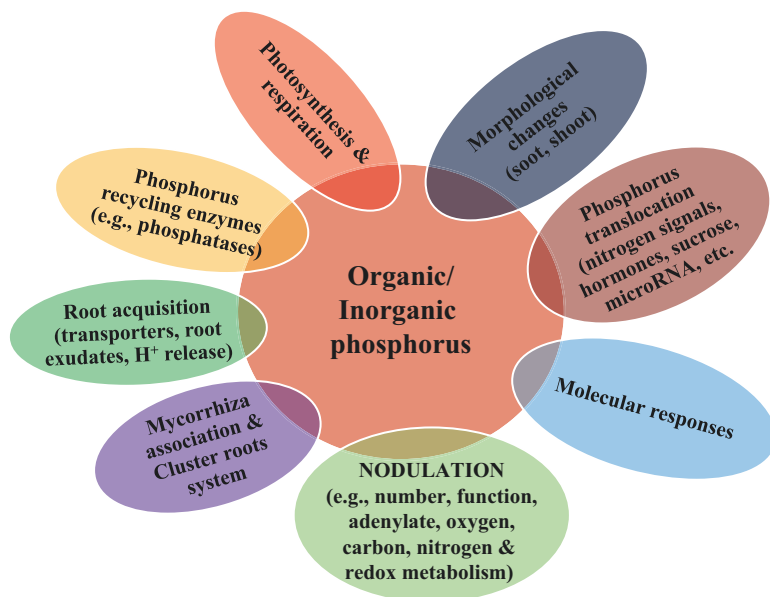 Photosynthesis &
respiration
Morphological
changes
(soot, shoot)
Phosphorus
recycling enzymes
(e.g., phosphatases)
Phosphorus
translocation
(nitrogen signals,
hormones, sucrose,
microRNA, etc.
Organic/
Inorganic
phosphorus
Root acquisition
(transporters, root
exudates, H⁺ release)
Molecular responses
Mycorrhiza
association &
Cluster roots
system
NODULATION
(e.g., number, function,
adenylate, oxygen,
carbon, nitrogen &
redox metabolism)